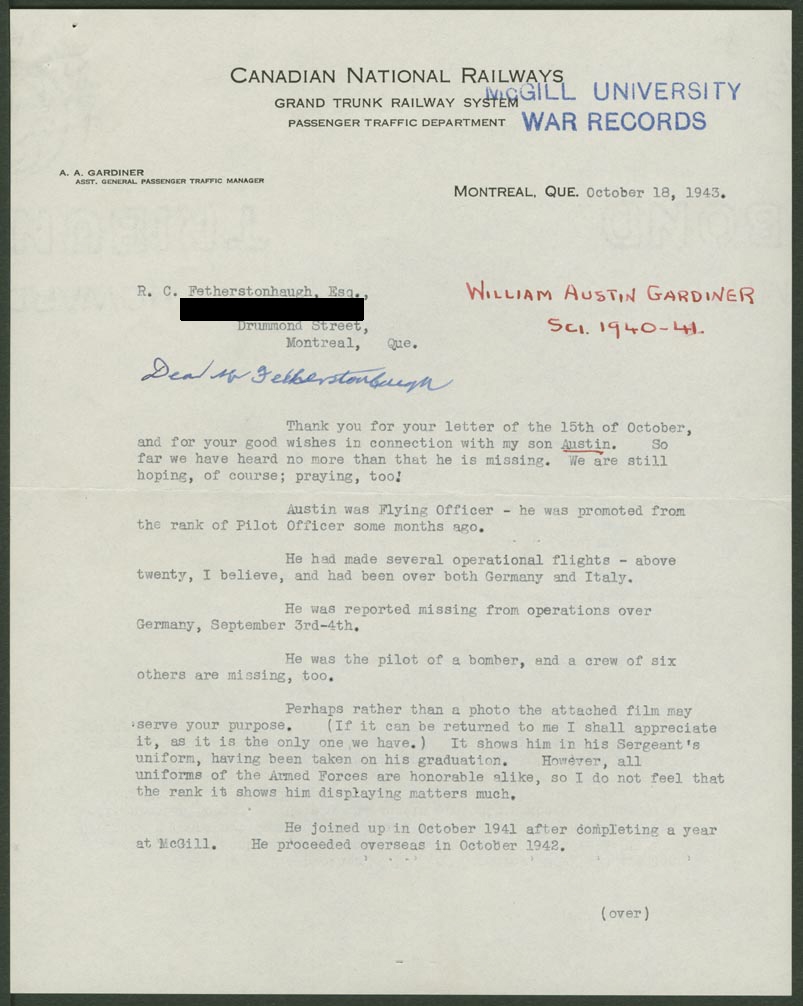 CANADIAN NATIONAL RAILWAYS
GRAND TRUNK RAILWAY SYSTEM
PASSENGER TRAFFIC DEPARTMENT
McGILL UNIVERSITY
WAR RECORDS
A. A. GARDINER
ASST. GENERAL PASSENGER TRAFFIC MANAGER
MONTREAL, QUE. October 18, 1943.
R. C. Fetherstonhaugh, Esq.,
Drummond Street,
Montreal, Que.
WILLIAM AUSTIN GARDINER
Sci. 1940-41.
Dear Mr Fetherstonhaugh
Thank you for your letter of the 15th of October,
and for your good wishes in connection with my son Austin. So
far we have heard no more than that he is missing. We are still
hoping, of course; praying, too!
Austin was Flying Officer - he was promoted from
the rank of Pilot Officer some months ago.
He had made several operational flights - above
twenty, I believe, and had been over both Germany and Italy.
He was reported missing from operations over
Germany, September 3rd-4th.
He was the pilot of a bomber, and a crew of six
others are missing, too.
Perhaps rather than a photo the attached film may
serve your purpose. (If it can be returned to me I shall appreciate
it, as it is the only one we have.) It shows him in his Sergeant's
uniform, having been taken on his graduation. However, all
uniforms of the Armed Forces are honorable alike, so I do not feel that
the rank it shows him displaying matters much.
He joined up in October 1941 after completing a year
at McGill. He proceeded overseas in October 1942.
(over)